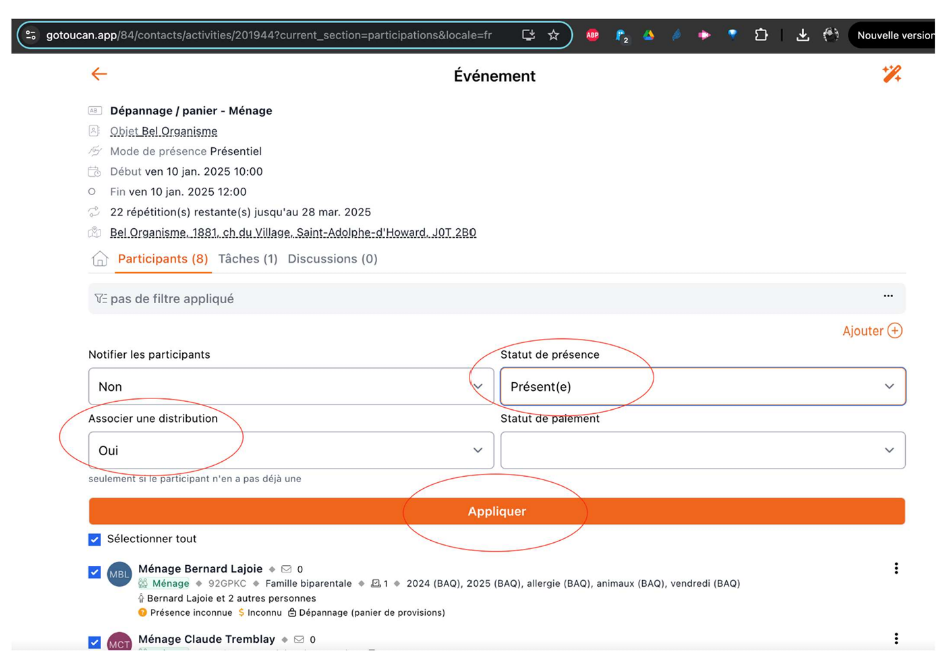 gotoucan.app/84/contacts/activities/201944?current_section=participations&locale=fr ABP 2 Nouvelle version
Événement
Dépannage / panier - Ménage
Objet Bel Organisme
Mode de présence Présentiel
Début ven 10 jan. 2025 10:00
Fin ven 10 jan. 2025 12:00
22 répétition(s) restante(s) jusqu'au 28 mar. 2025
Bel Organisme, 1881, ch du Village, Saint-Adolphe-d'Howard, J0T 2B0
Participants (8) Tâches (1) Discussions (0)
pas de filtre appliqué ...
Ajouter
Notifier les participants Statut de présence
Non Présent(e)
Associer une distribution Statut de paiement
Oui
seulement si le participant n'en a pas déjà une
Appliquer
Sélectionner tout
MBL Ménage Bernard Lajoie 0
Ménage 92GPKC Famille biparentale 1 2024 (BAQ), 2025 (BAQ), allergie (BAQ), animaux (BAQ), vendredi (BAQ)
Bernard Lajoie et 2 autres personnes
Présence inconnue $ Inconnu Dépannage (panier de provisions)
MCT Ménage Claude Tremblay 0